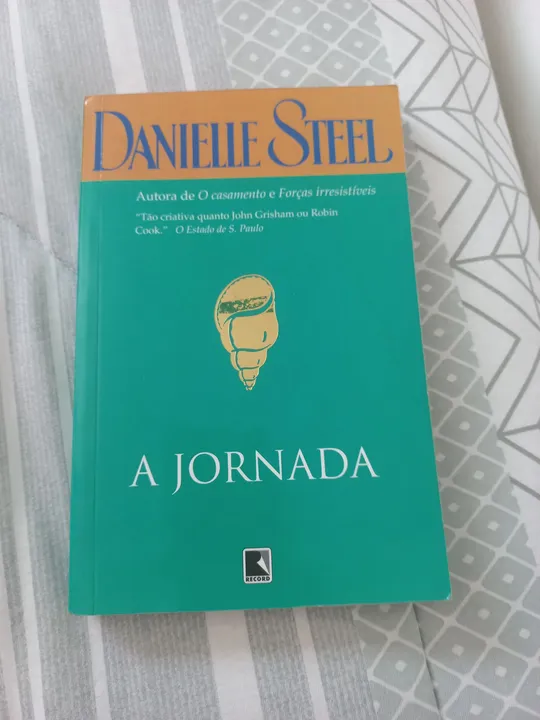 DANIELLE STEEL
Autora de O casamento e Forças irresistíveis
“Tão criativa quanto John Grisham ou Robin
Cook.” O Estado de S. Paulo
A JORNADA
RECORD